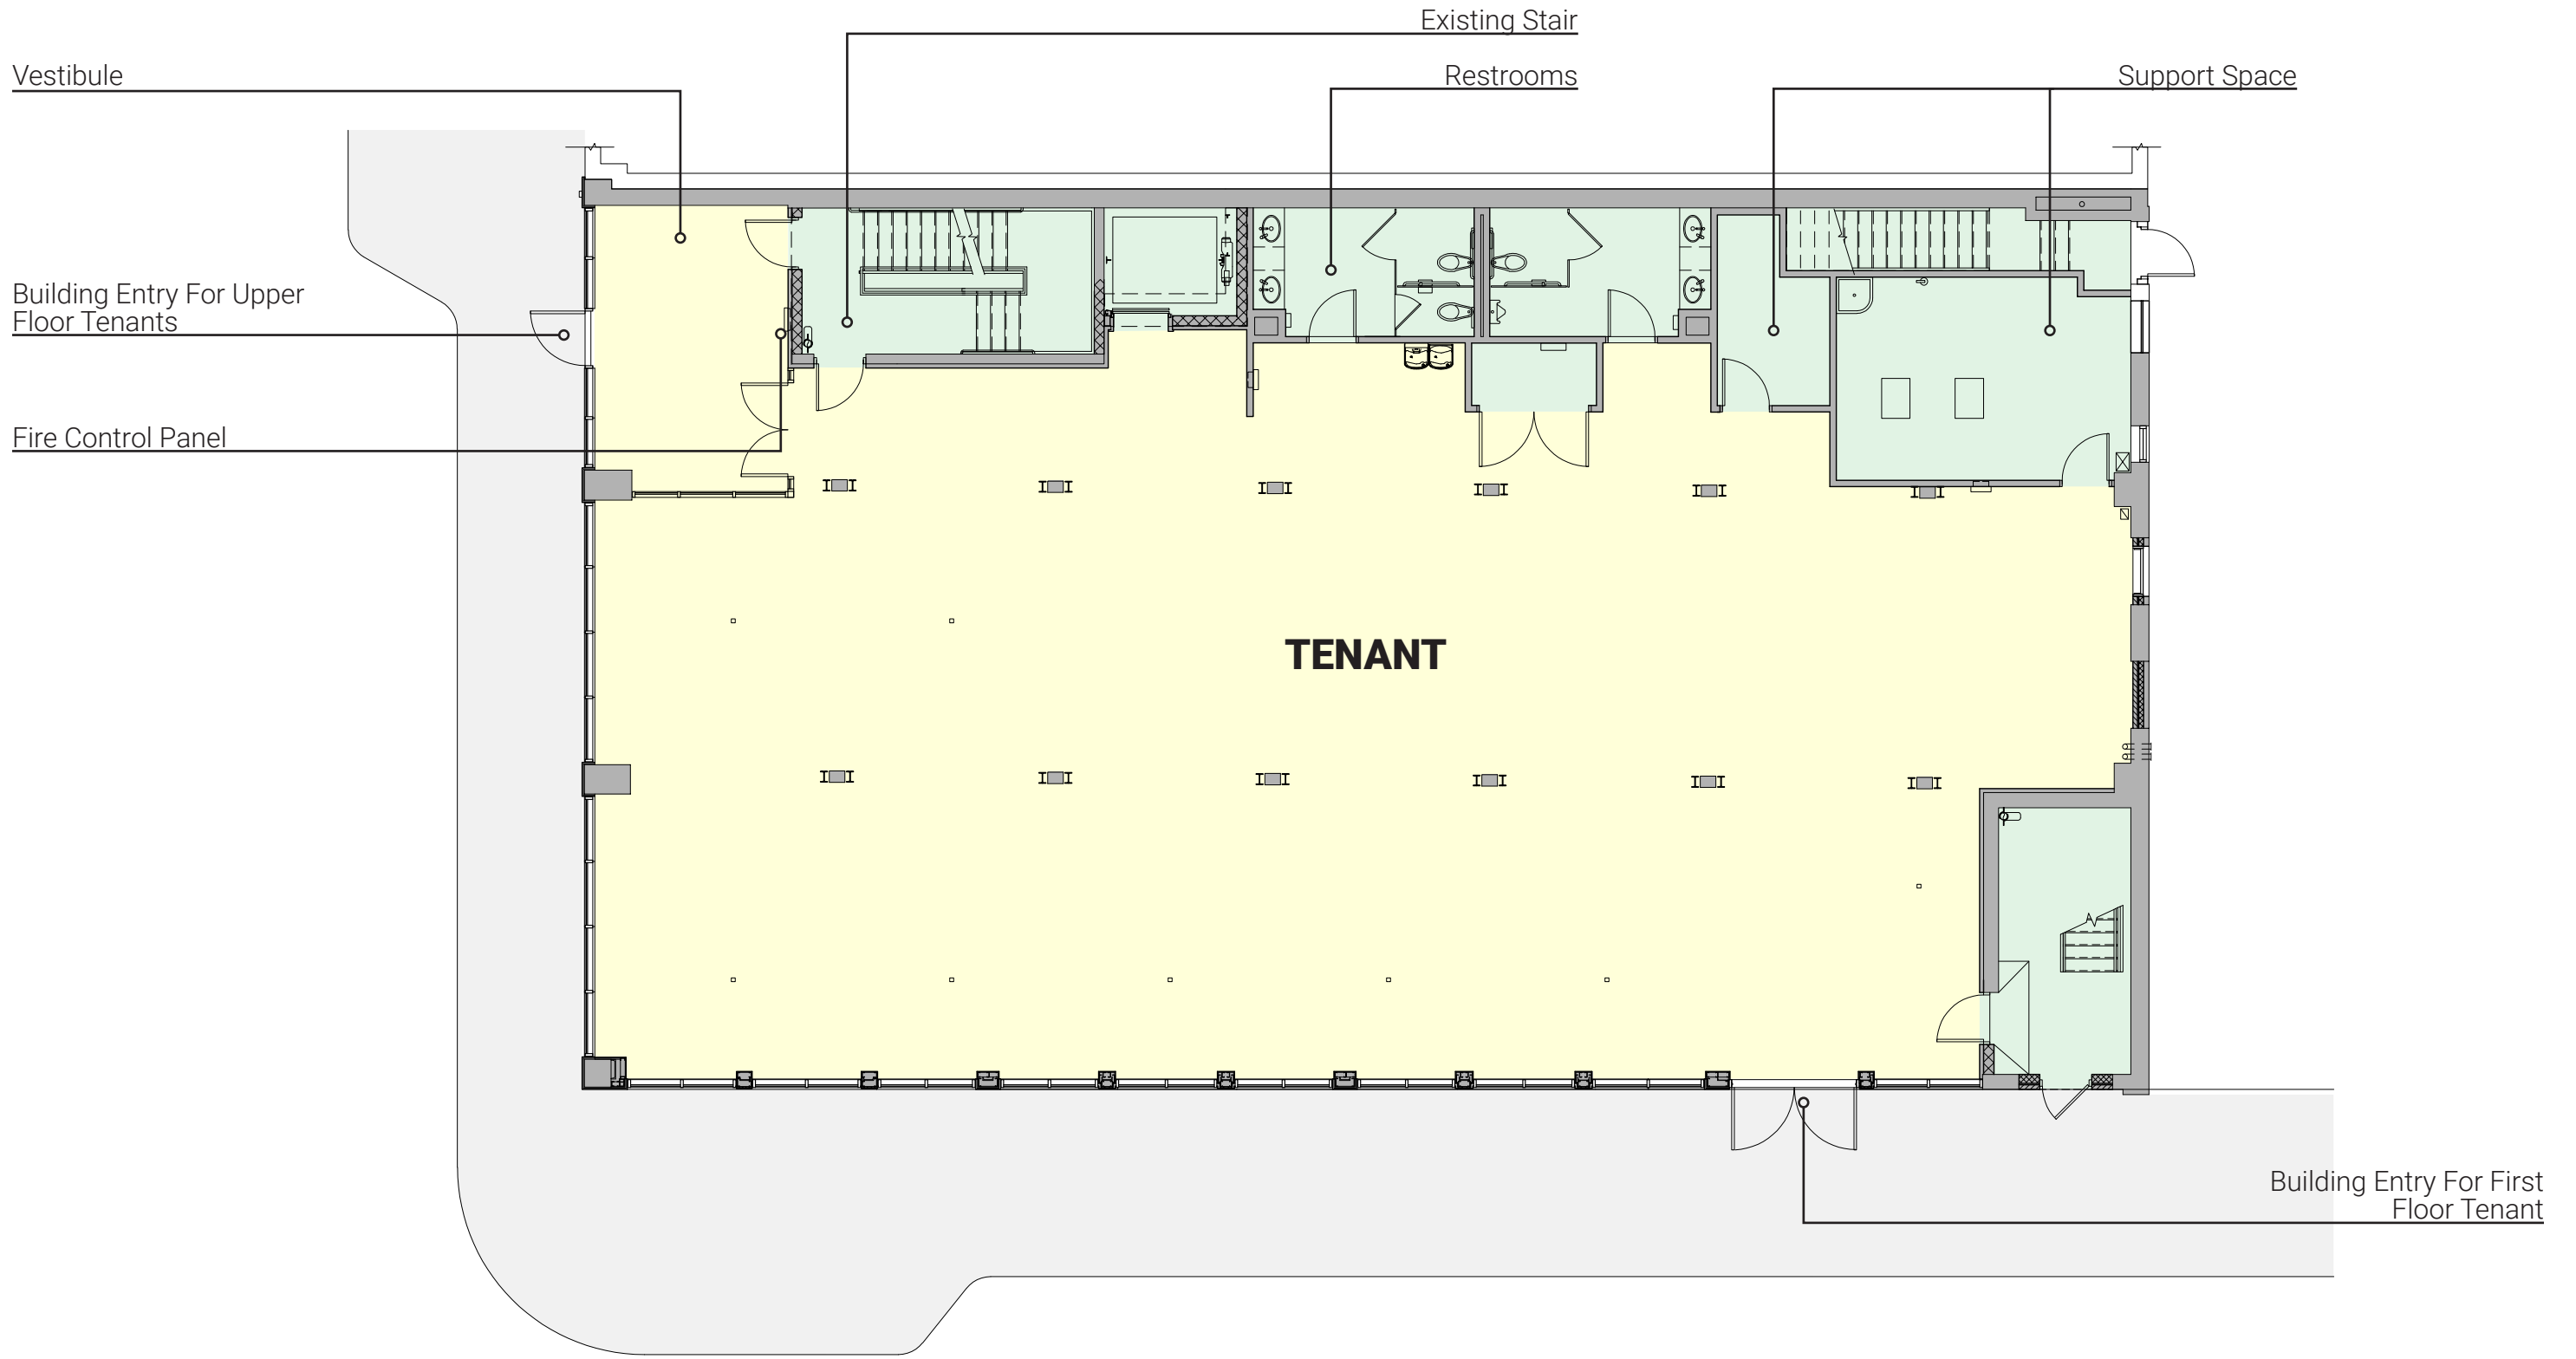 Existing Stair
Vestibule
Restrooms
Support Space
Building Entry For Upper
Floor Tenants
Fire Control Panel
TENANT
Building Entry For First
Floor Tenant